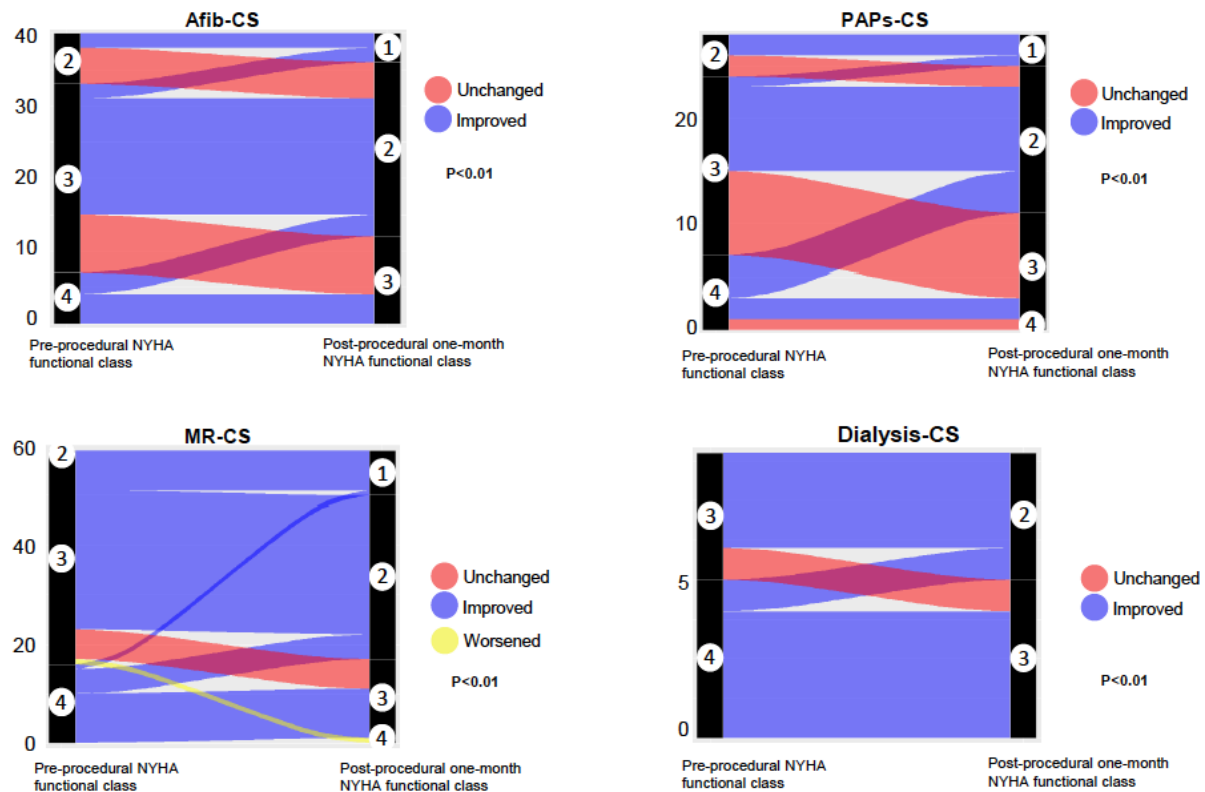 Afib-CS
40
30
20
10
0
2
3
4
1
2
3
Unchanged
Improved
P<0.01
Pre-procedural NYHA
functional class
Post-procedural one-month
NYHA functional class
PAPs-CS
20
10
0
2
3
4
1
2
3
4
Unchanged
Improved
P<0.01
Pre-procedural NYHA
functional class
Post-procedural one-month
NYHA functional class
MR-CS
60
40
20
0
2
3
4
1
2
3
4
Unchanged
Improved
Worsened
P<0.01
Pre-procedural NYHA
functional class
Post-procedural one-month
NYHA functional class
Dialysis-CS
5
0
3
4
2
3
Unchanged
Improved
P<0.01
Pre-procedural NYHA
functional class
Post-procedural one-month
NYHA functional class